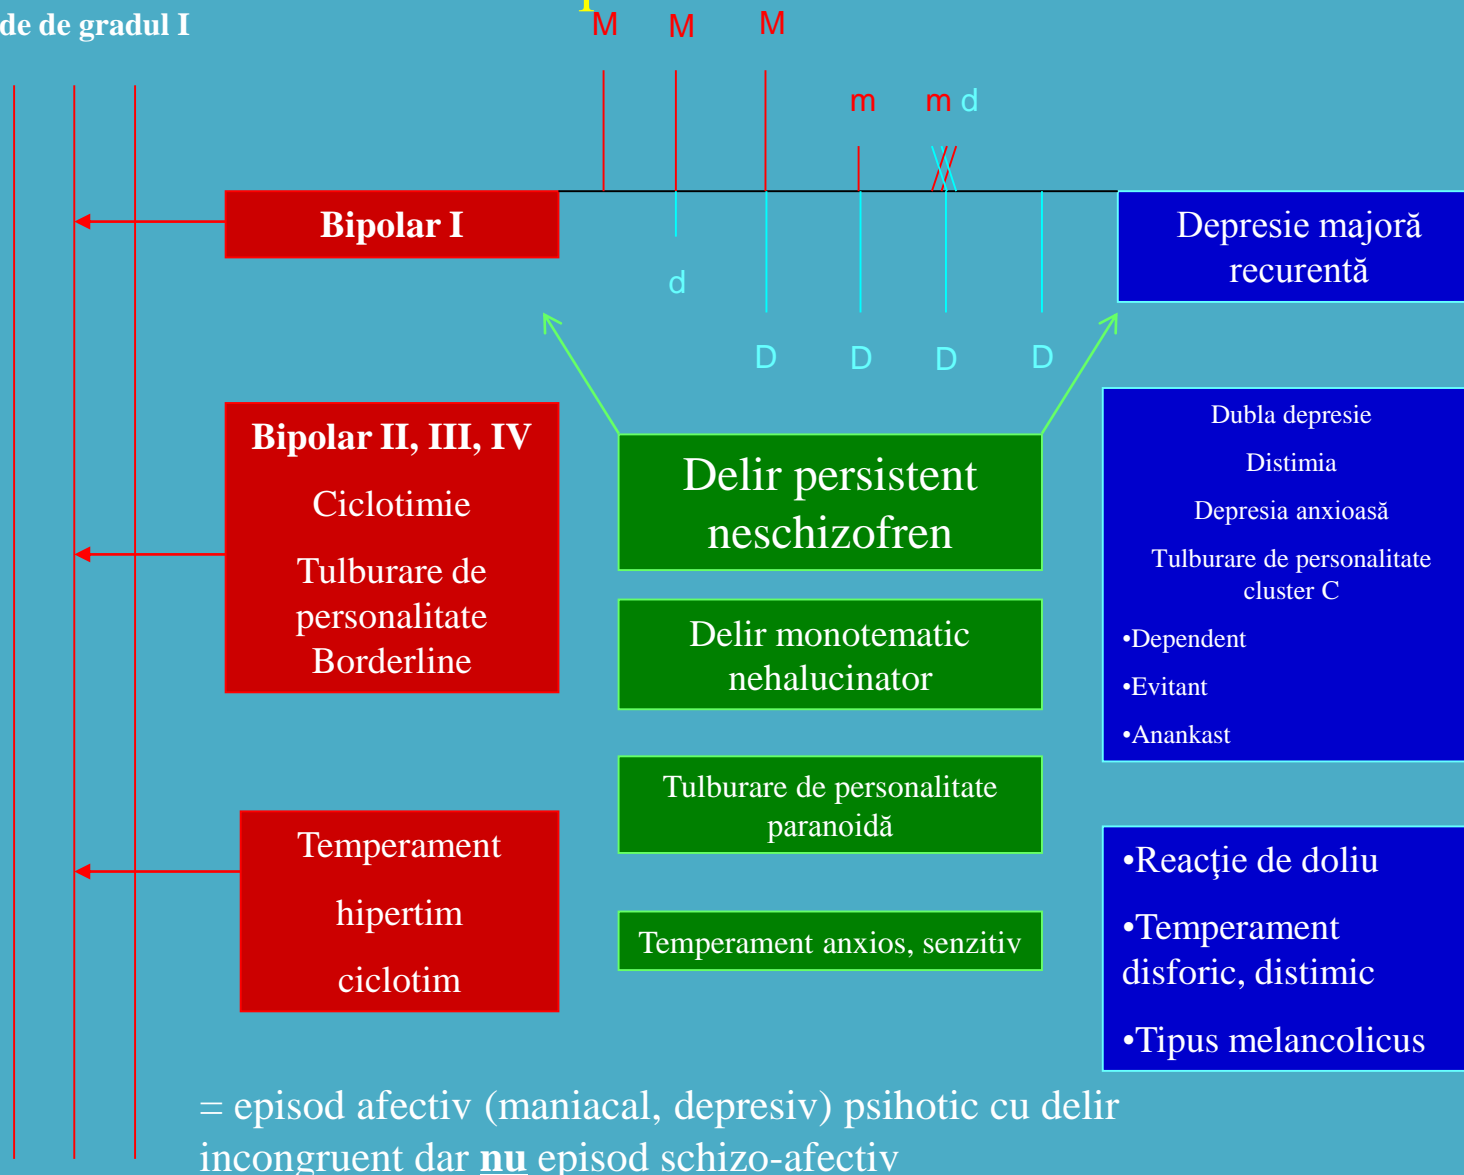 de de gradul I
M M M
m m d
Bipolar I
Depresie majoră
recurentă
d
D D D D
Bipolar II, III, IV
Ciclotimie
Tulburare de
personalitate
Borderline
Delir persistent
neschizofren
Delir monotematic
nehalucinator
Tulburare de personalitate
paranoidă
Temperament anxios, senzitiv
Dubla depresie
Distimia
Depresia anxioasă
Tulburare de personalitate
cluster C
•Dependent
•Evitant
•Anankast
Temperament
hipertim
ciclotim
•Reacţie de doliu
•Temperament
disforic, distimic
•Tipus melancolicus
= episod afectiv (maniacal, depresiv) psihotic cu delir
incongruent dar nu episod schizo-afectiv